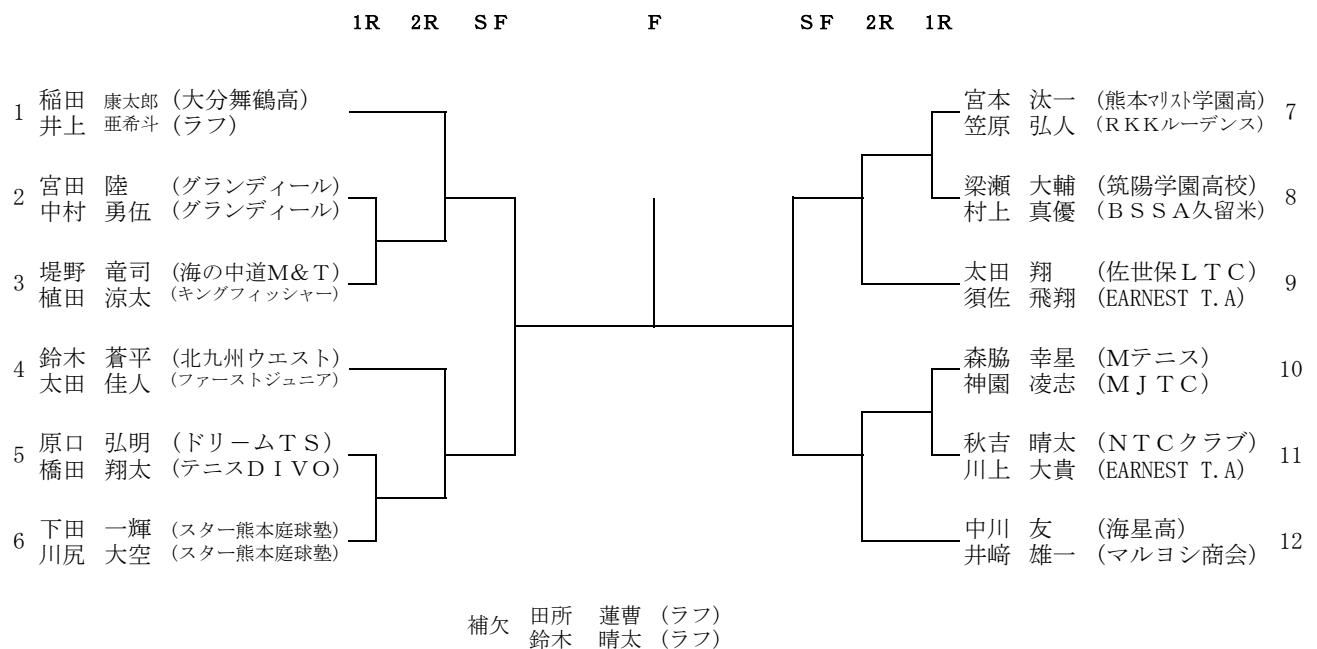 1R 2R SF F SF 2R 1R
1 稲田 康太郎 (大分舞鶴高)
井上 亜希斗 (ラフ)
2 宮田 陸 (グランディール)
中村 勇伍 (グランディール)
3 堤野 竜司 (海の中道M&T)
植田 涼太 (キングフィッシャー)
4 鈴木 蒼平 (北九州ウエスト)
太田 佳人 (ファーストジュニア)
5 原口 弘明 (ドリームTS)
橋田 翔太 (テニスDIVO)
6 下田 一輝 (スター熊本庭球塾)
川尻 大空 (スター熊本庭球塾)
宮本 汰一 (熊本マリスト学園高) 7
笠原 弘人 (RKKルーデンス)
梁瀬 大輔 (筑陽学園高校) 8
村上 真優 (BSSA久留米)
太田 翔 (佐世保LTC) 9
須佐 飛翔 (EARNEST T.A)
森脇 幸星 (Mテニス) 10
神園 凌志 (MJTC)
秋吉 晴太 (NTCクラブ) 11
川上 大貴 (EARNEST T.A)
中川 友 (海星高) 12
井﨑 雄一 (マルヨシ商会)
補欠 田所 蓮曹 (ラフ)
鈴木 晴太 (ラフ)